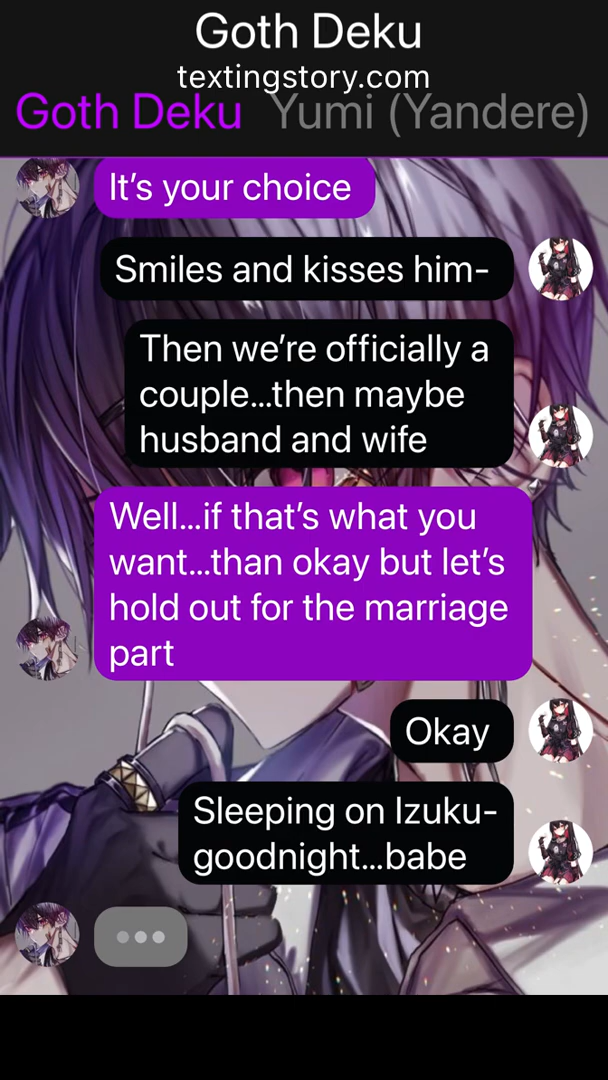 Goth Deku
textingstory.com
Goth Deku Yumi (Yandere)
It's your choice
Smiles and kisses him-
Then we're officially a
couple...then maybe
husband and wife
Well...if that's what you
want...than okay but let's
hold out for the marriage
part
Okay
Sleeping on Izuku-
goodnight...babe